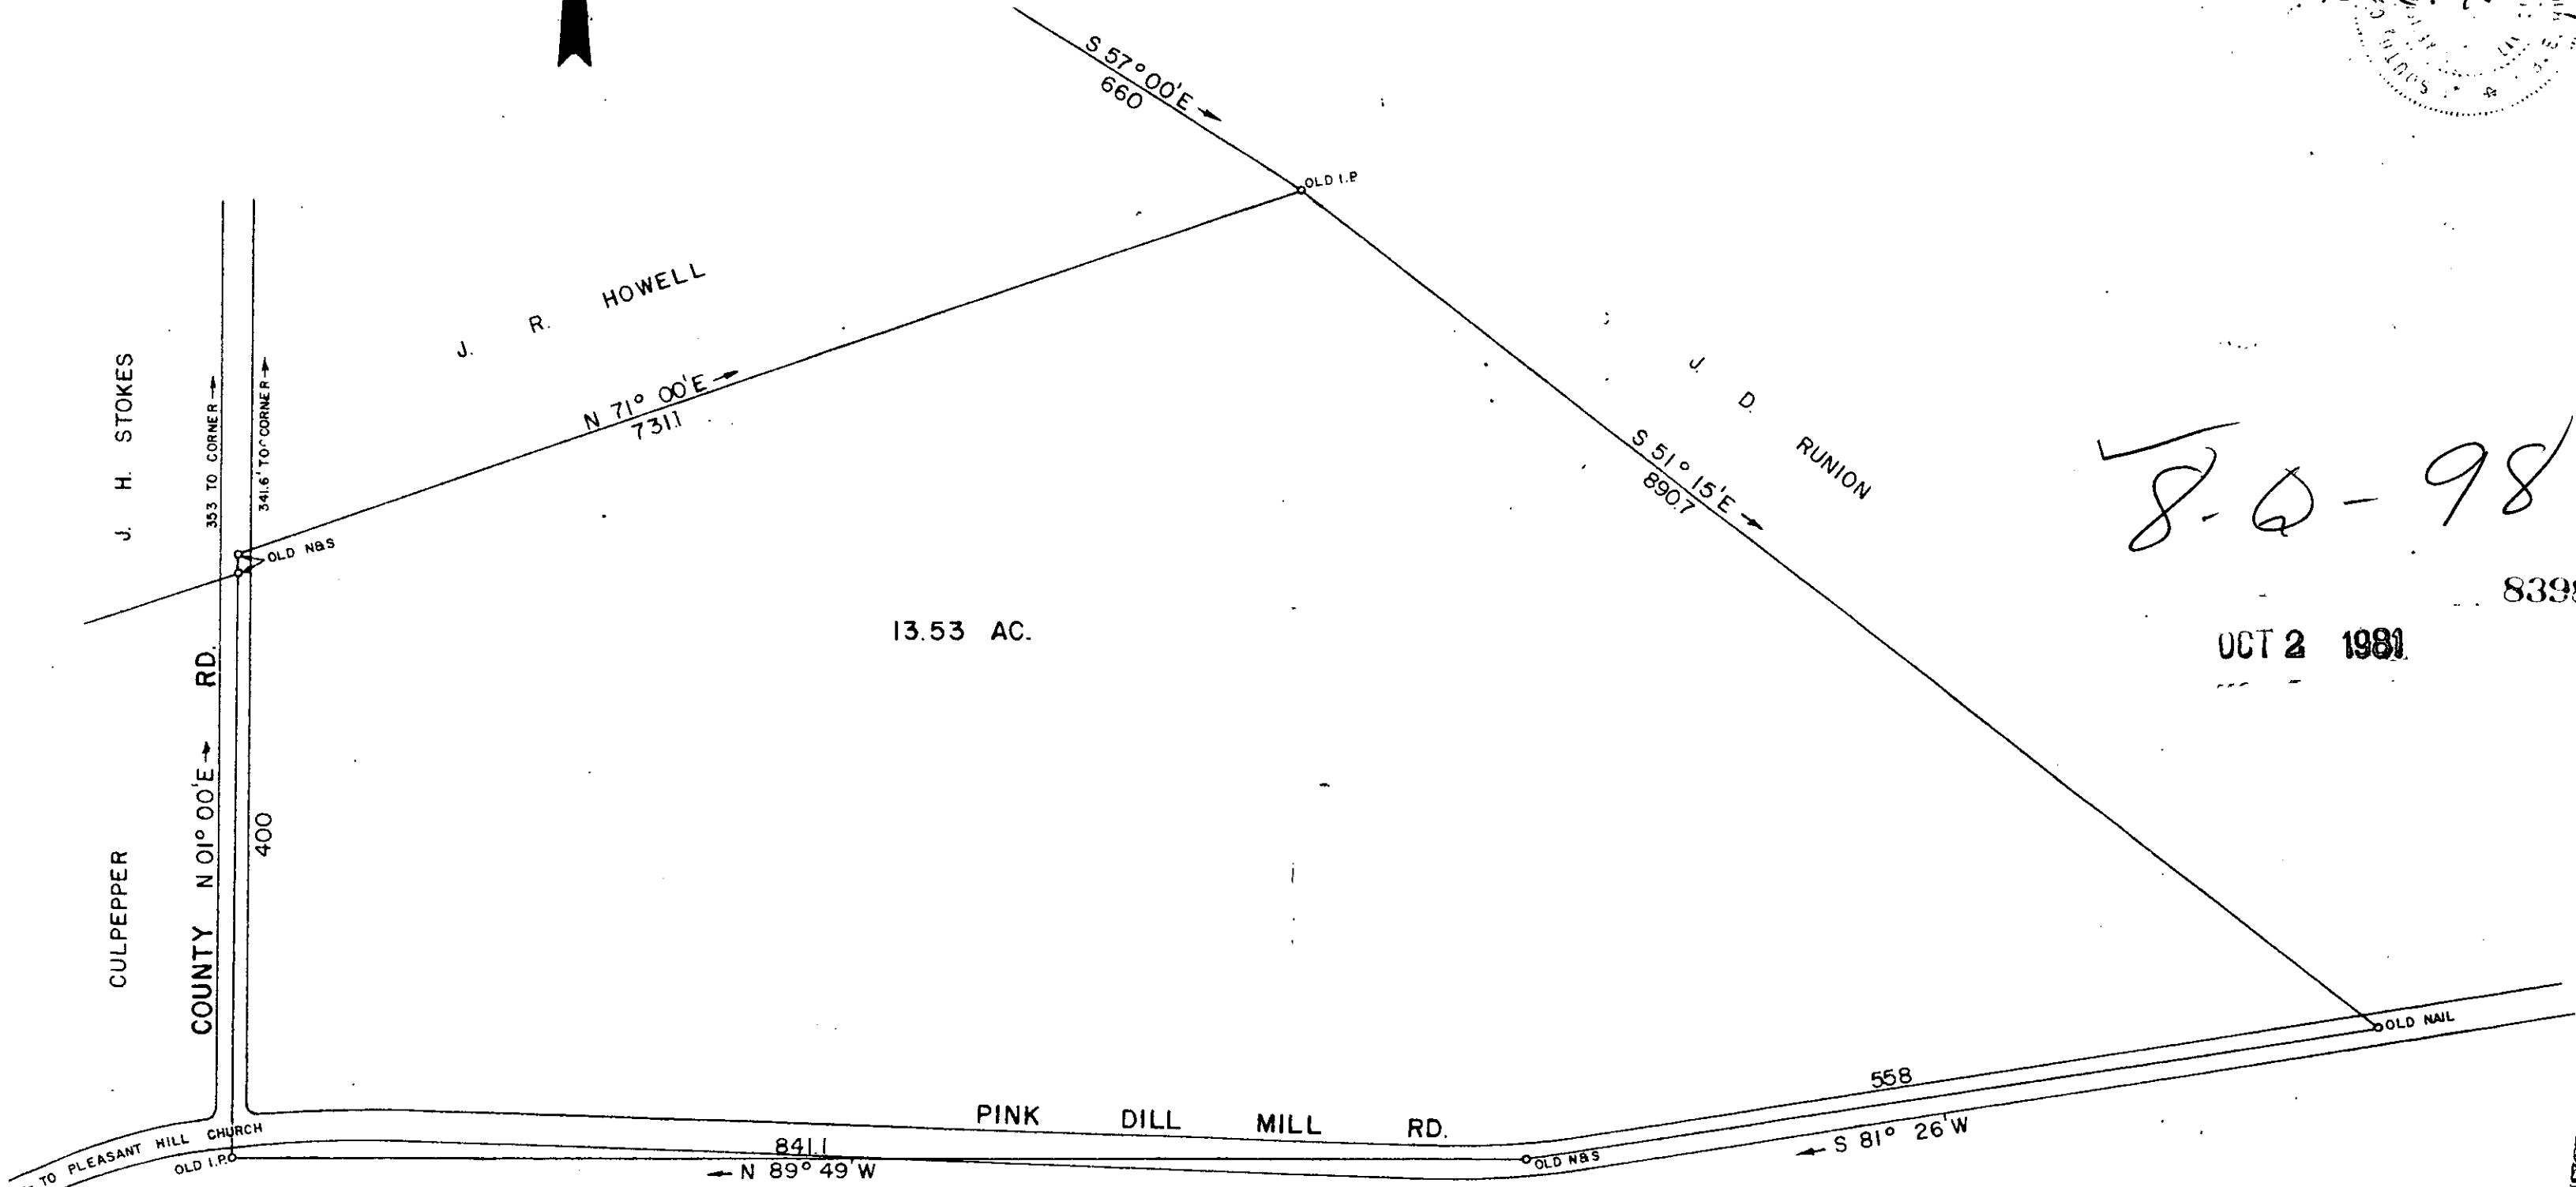 S 57° 00' E
660
OLD I.P.
J. R. HOWELL
N 71° 00' E
731.1
J. H. STOKES
353 TO CORNER
341.6' TO CORNER
OLD N&S
J. D. RUNION
S 51° 15' E
890.7
8-Q-98
OCT 2 1981
13.53 AC.
CULPEPPER
COUNTY RD.
N 01° 00' E
400
TO PLEASANT HILL CHURCH
OLD I.P.
PINK DILL MILL RD.
841.1
N 89° 49' W
OLD N&S
558
S 81° 26' W
OLD NAIL